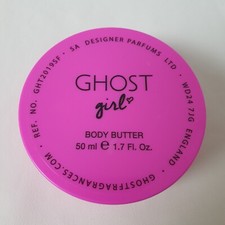 GHOST
girl
BODY BUTTER
50 ml e 1.7 Fl. Oz.
REF. NO. GHT2019SF • SA DESIGNER PARFUMS LTD • WD24 7JG ENGLAND • GHOSTFRAGRANCES.COM •